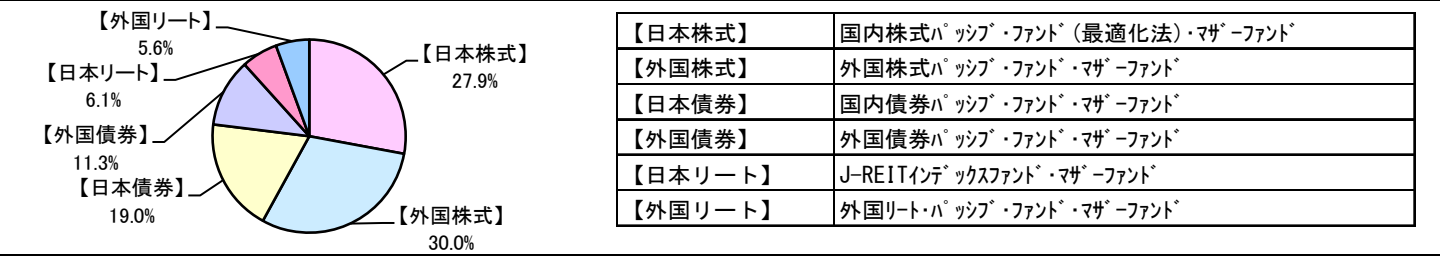 【外国リート】
5.6%
【日本リート】
6.1%
【外国債券】
11.3%
【日本債券】
19.0%
【日本株式】
27.9%
【外国株式】
30.0%
【日本株式】 国内株式ﾊﾟｯｼﾌﾞ･ﾌｧﾝﾄﾞ(最適化法)･ﾏｻﾞｰﾌｧﾝﾄﾞ
【外国株式】 外国株式ﾊﾟｯｼﾌﾞ･ﾌｧﾝﾄﾞ･ﾏｻﾞｰﾌｧﾝﾄﾞ
【日本債券】 国内債券ﾊﾟｯｼﾌﾞ･ﾌｧﾝﾄﾞ･ﾏｻﾞｰﾌｧﾝﾄﾞ
【外国債券】 外国債券ﾊﾟｯｼﾌﾞ･ﾌｧﾝﾄﾞ･ﾏｻﾞｰﾌｧﾝﾄﾞ
【日本リート】 J-REITｲﾝﾃﾞｯｸｽﾌｧﾝﾄﾞ･ﾏｻﾞｰﾌｧﾝﾄﾞ
【外国リート】 外国ﾘｰﾄ･ﾊﾟｯｼﾌﾞ･ﾌｧﾝﾄﾞ･ﾏｻﾞｰﾌｧﾝﾄﾞ